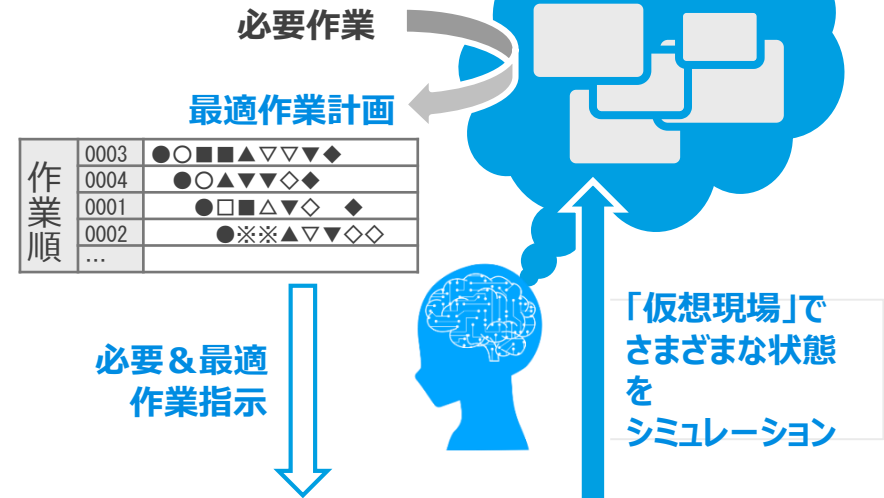 必要作業
最適作業計画
作業順
0003 ●○■■▲▽▽▼◆
0004 ●○▲▼▼◇◆
0001 ●□■△▼◇ ◆
0002 ●※※▲▽▼◇◇
…
必要＆最適
作業指示
「仮想現場」で
さまざまな状態
を
シミュレーション